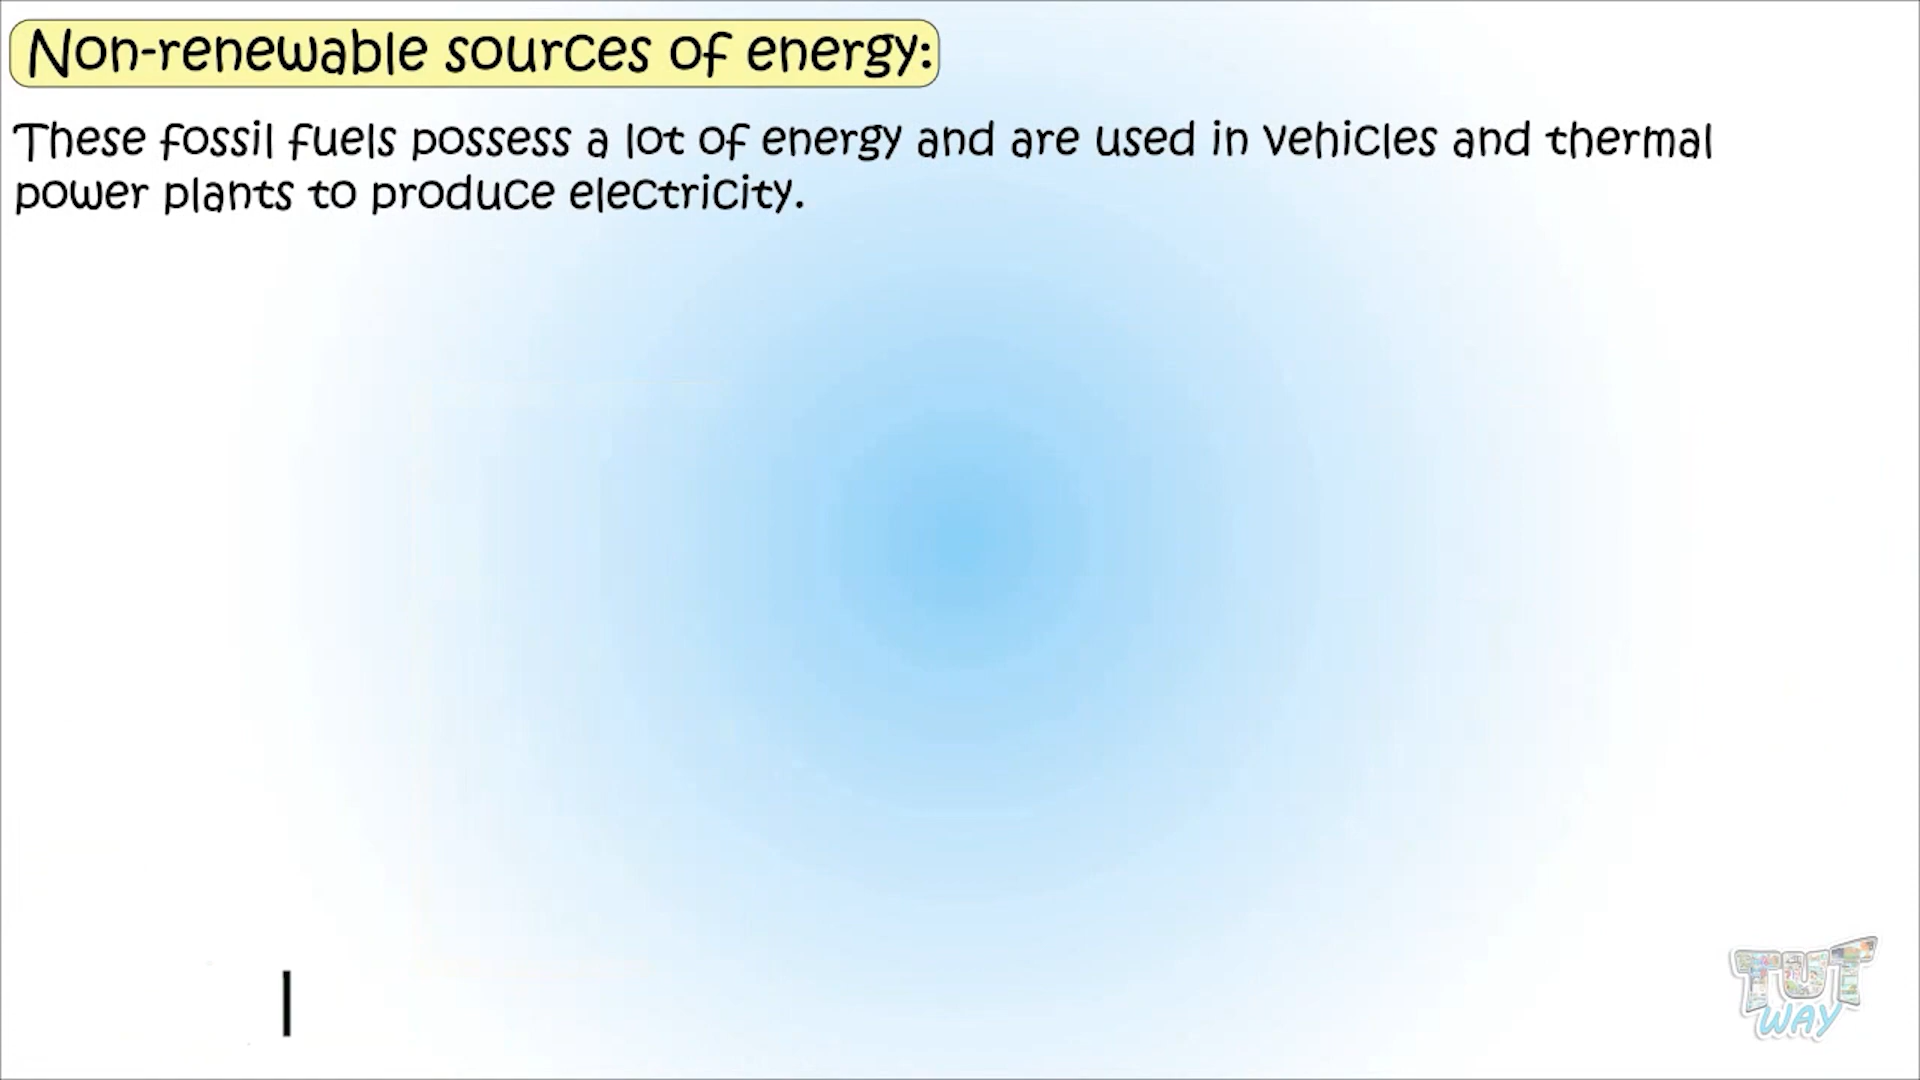 Non-renewable sources of energy:
These fossil fuels possess a lot of energy and are used in vehicles and thermal
power plants to produce electricity.
TUT
WAY